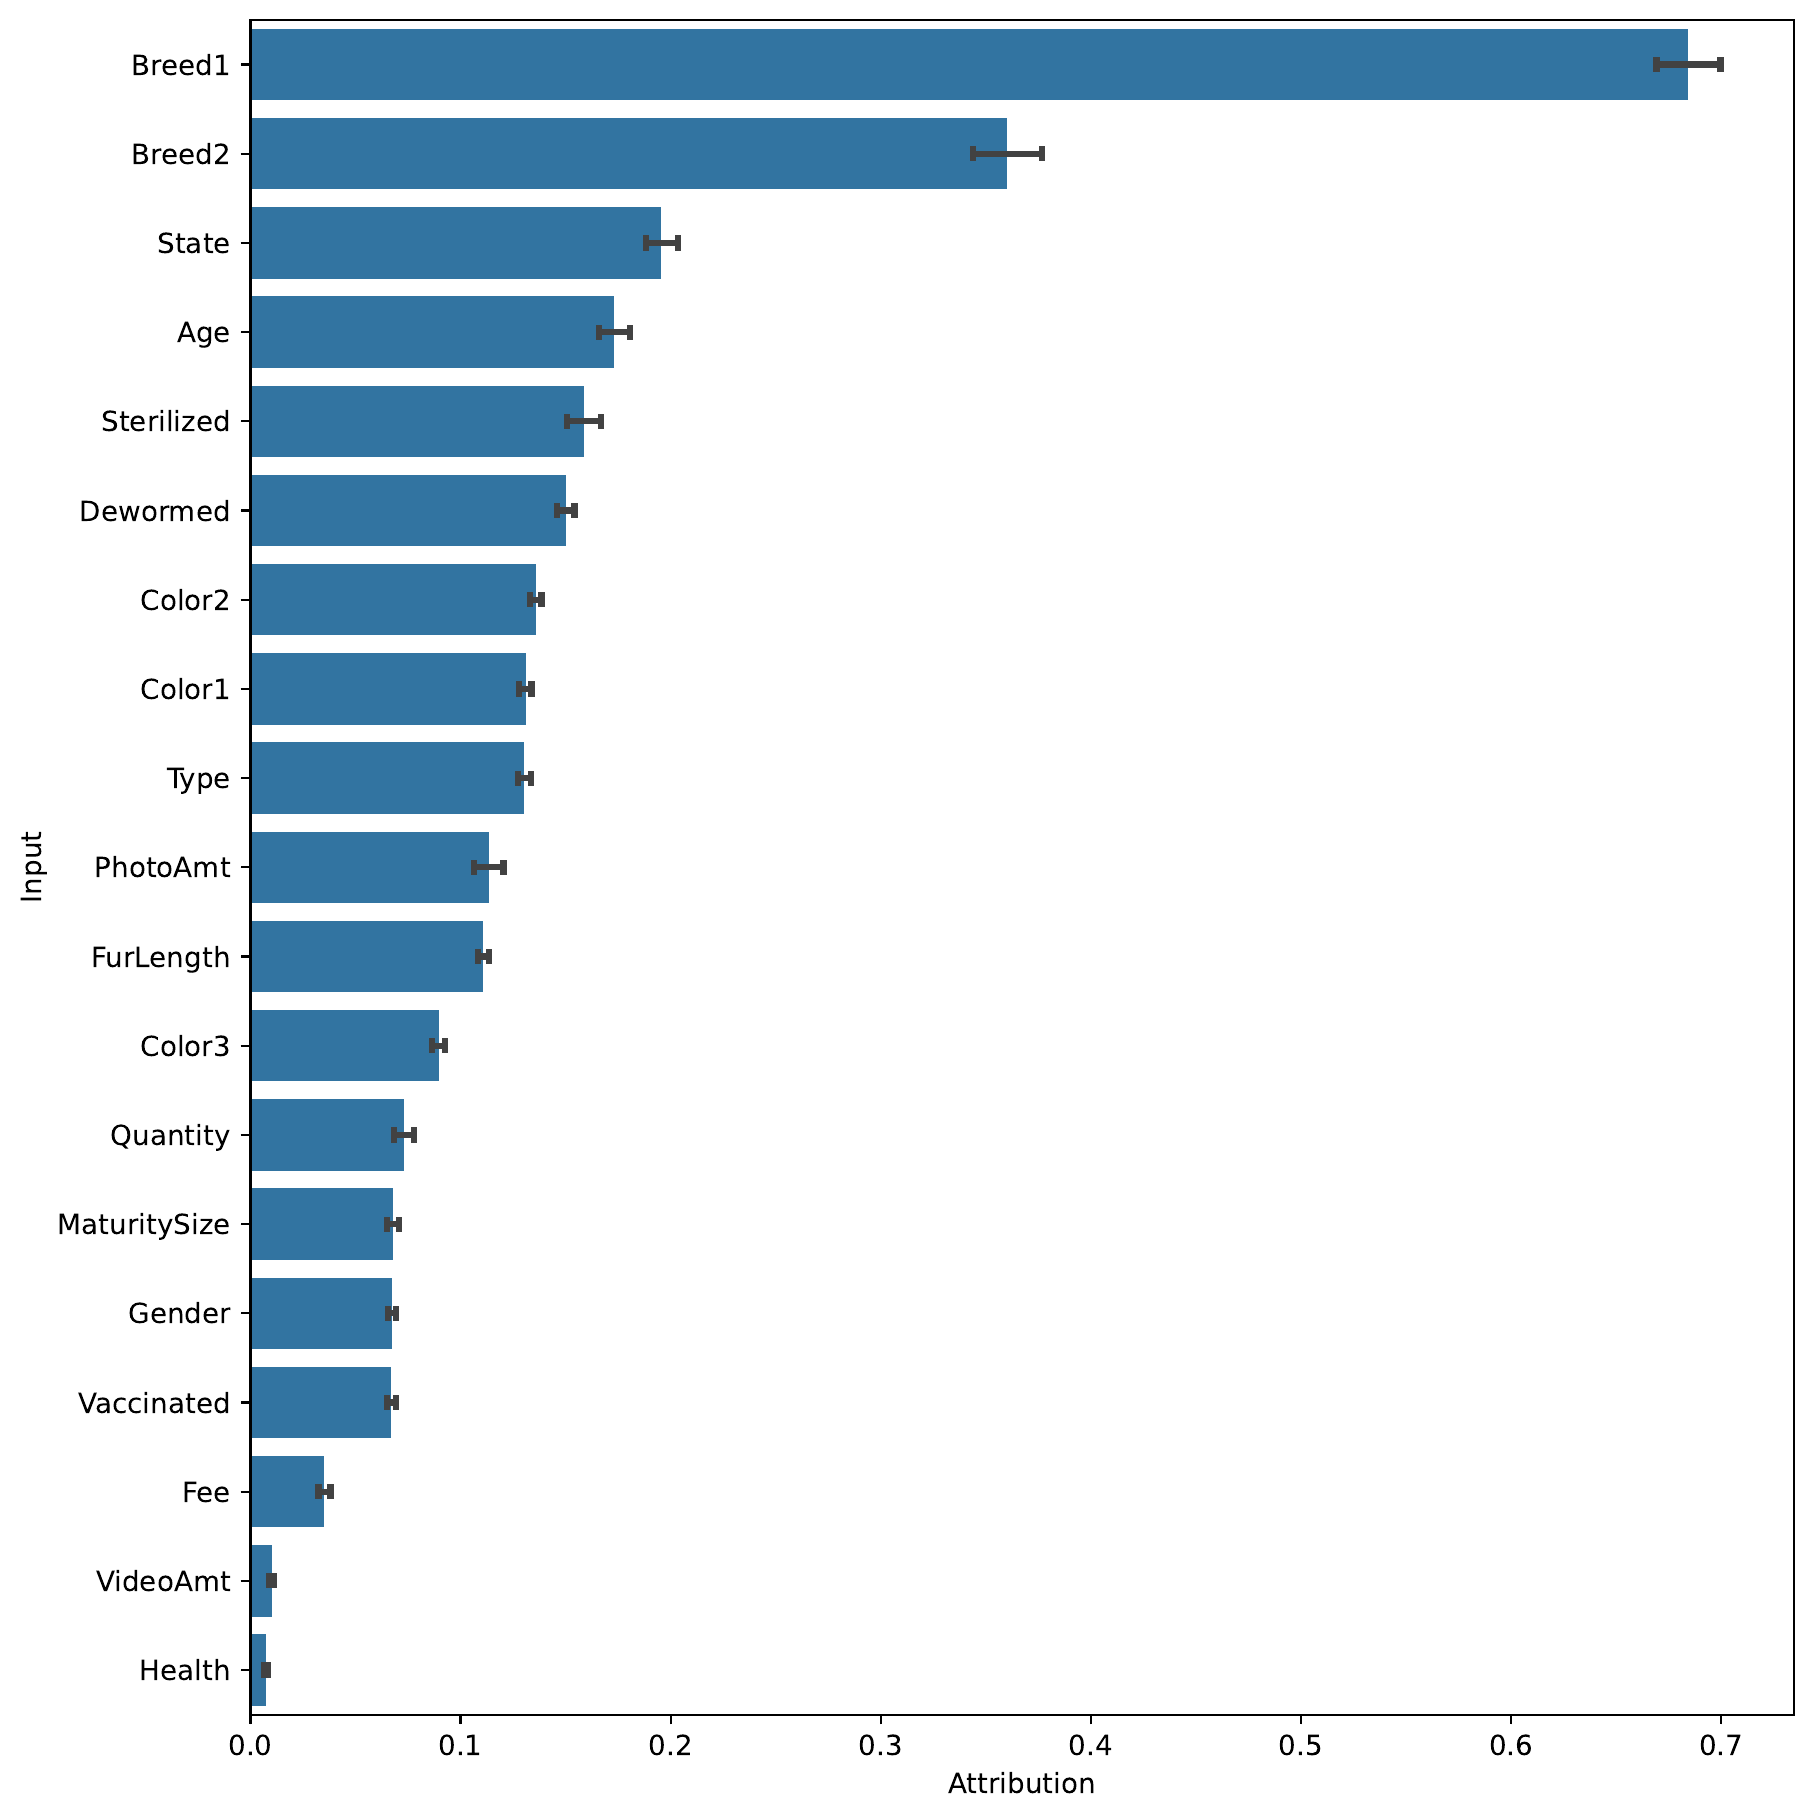 Breed1
Breed2
State
Age
Sterilized
Dewormed
Color2
Color1
Type
PhotoAmt
FurLength
Color3
Quantity
MaturitySize
Gender
Vaccinated
Fee
VideoAmt
Health
Input
0.0 0.1 0.2 0.3 0.4 0.5 0.6 0.7
Attribution